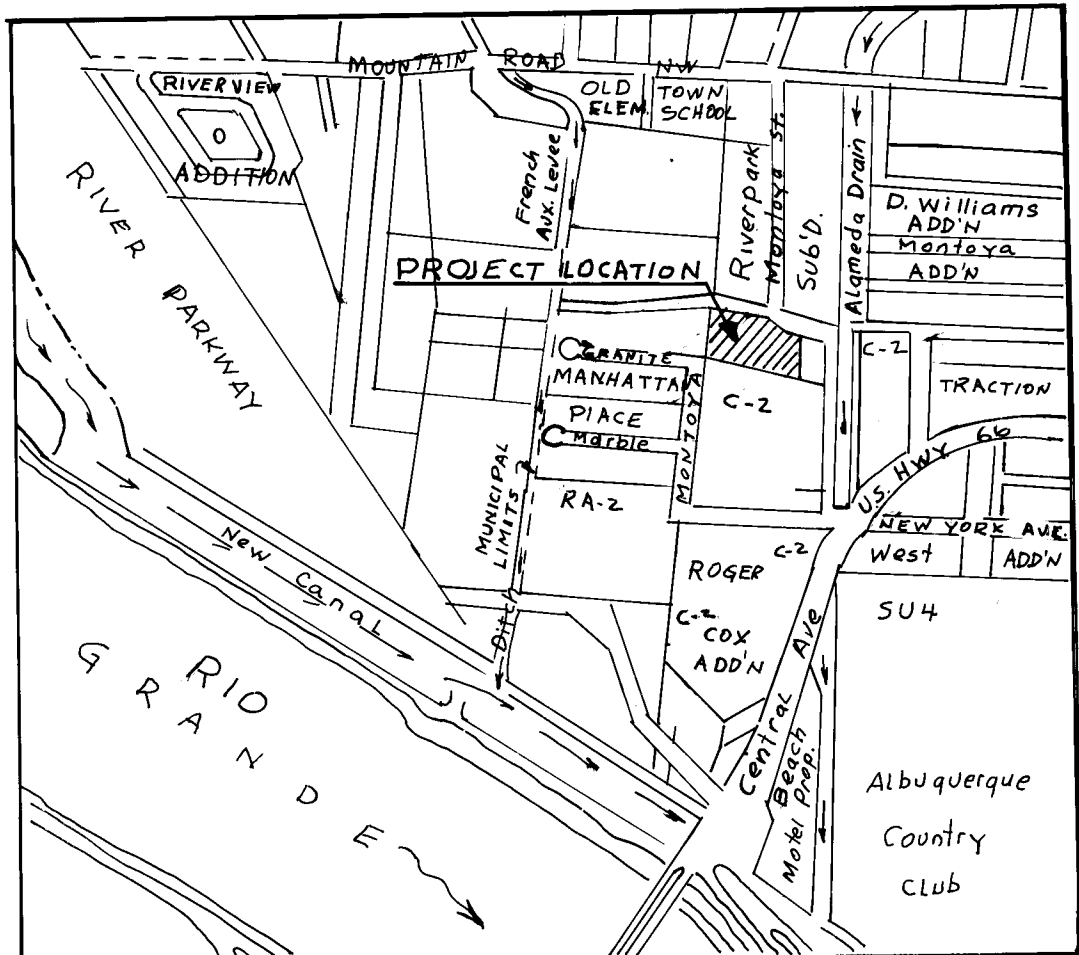 MOUNTAIN ROAD NW
RIVERVIEW
O
ADDITION
OLD TOWN
ELEM. SCHOOL
French
Aux. Levee
Riverpark
Montoya St.
Sub'D.
Alameda Drain
D. Williams
ADD'N
Montoya
ADD'N
RIVER
PARKWAY
PROJECT LOCATION
GRANITE
MANHATTAN
PLACE
Marble
MONTOYA
C-2
C-2
TRACTION
U.S. HWY 66
NEW YORK AVE.
West ADD'N
MUNICIPAL
LIMITS
Ditch
RA-2
C-2
ROGER
C-2
COX
ADD'N
SU4
New Canal
RIO
GRANDE
Central Ave
Beach
Motel Prop.
Albuquerque
Country
Club